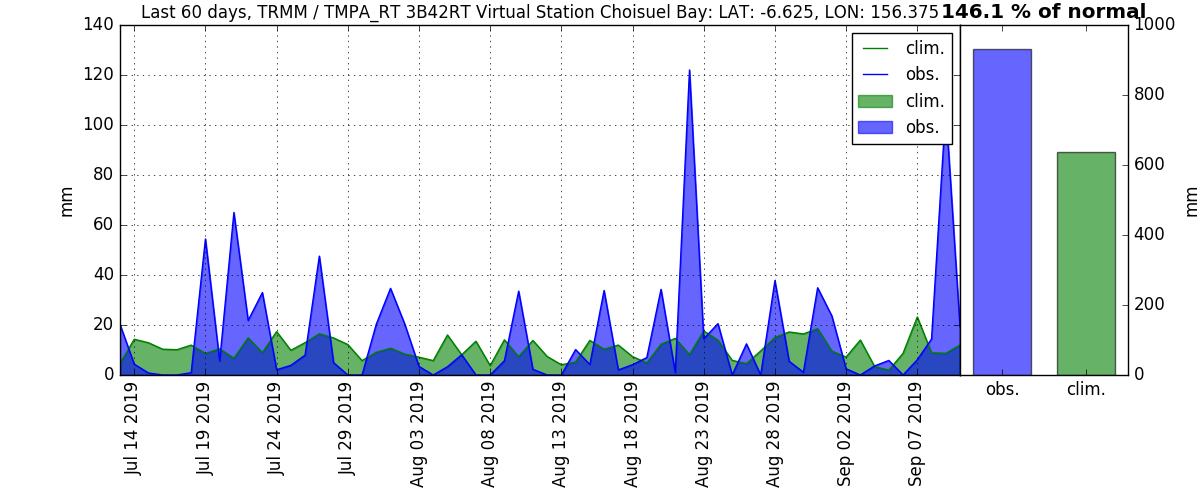 Last 60 days, TRMM / TMPA_RT 3B42RT Virtual Station Choisuel Bay: LAT: -6.625, LON: 156.375 146.1 % of normal
140
120
100
80
60
40
20
0
mm
clim.
obs.
clim.
obs.
Jul 14 2019
Jul 19 2019
Jul 24 2019
Jul 29 2019
Aug 03 2019
Aug 08 2019
Aug 13 2019
Aug 18 2019
Aug 23 2019
Aug 28 2019
Sep 02 2019
Sep 07 2019
1000
800
600
400
200
0
mm
obs. clim.